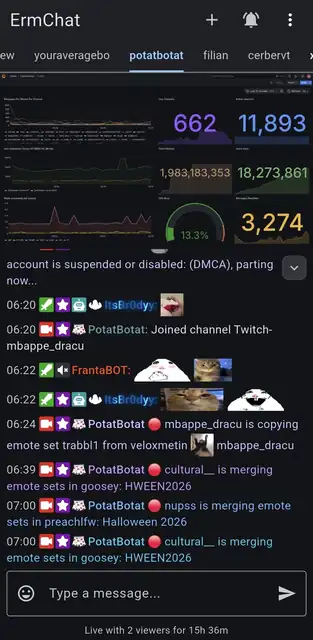 ErmChat
ew youraveragebo potatbotat filian cerbervt
662
11,893
1,983,183,353
18,273,861
13.3%
3,274
account is suspended or disabled: (DMCA), parting
now...
06:20 ItsBr0dyy:
06:20 PotatBotat: Joined channel Twitch-
mbappe_dracu
06:22 FrantaBOT:
06:22 ItsBr0dyy:
06:24 PotatBotat mbappe_dracu is copying
emote set trabbl1 from veloxmetin mbappe_dracu
06:39 PotatBotat cultural__ is merging
emote sets in goosey: HWEEN2026
07:00 PotatBotat nupss is merging emote
sets in preachlfw: Halloween 2026
07:00 PotatBotat cultural__ is merging
emote sets in goosey: HWEEN2026
Type a message...
Live with 2 viewers for 15h 36m